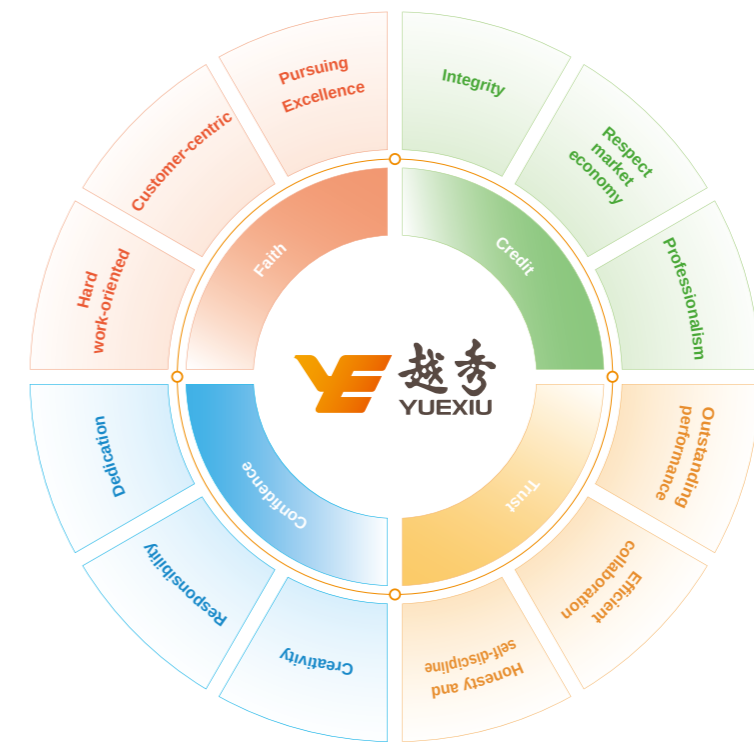 Pursuing
Excellence
Integrity
Customer-centric
Respect
market
economy
Hard
work-oriented
Professionalism
Faith
Credit
越秀
YUEXIU
Dedication
Confidence
Trust
Outstanding
performance
Responsibility
Efficient
collaboration
Creativity
Honesty and
self-discipline